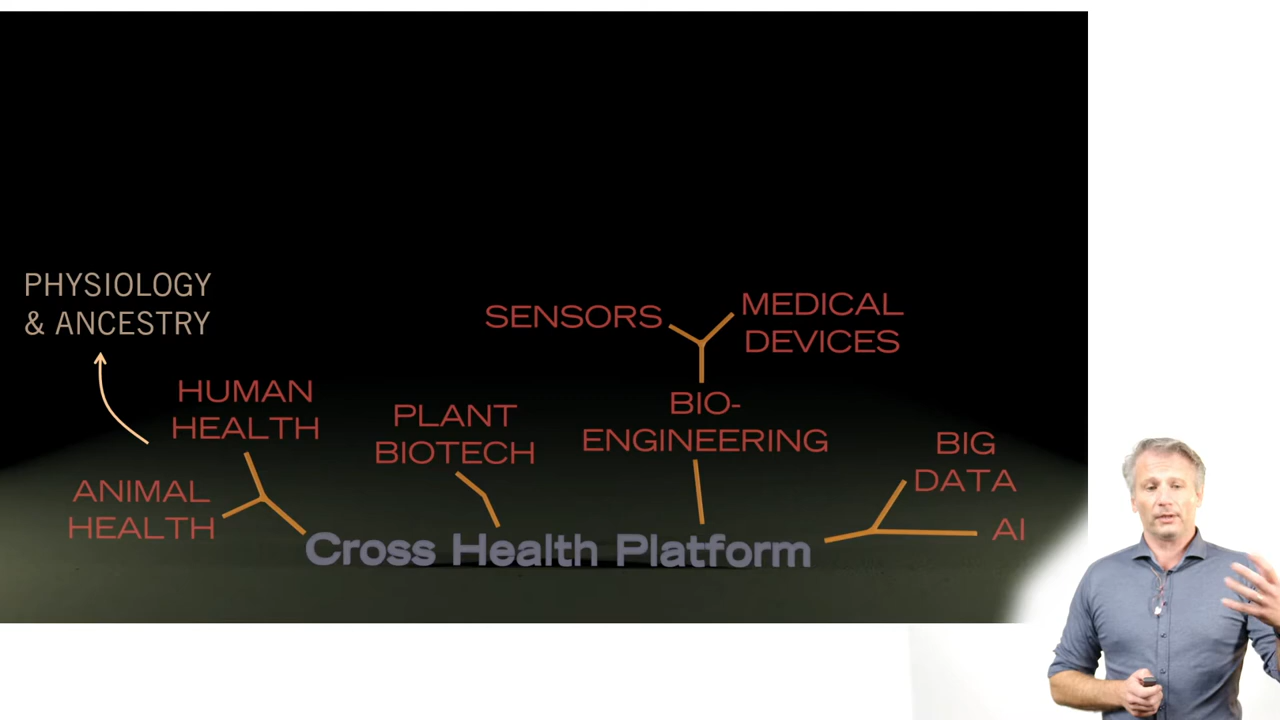 PHYSIOLOGY
& ANCESTRY
HUMAN
HEALTH
ANIMAL
HEALTH
PLANT
BIOTECH
SENSORS
MEDICAL
DEVICES
BIO-
ENGINEERING
BIG
DATA
AI
Cross Health Platform